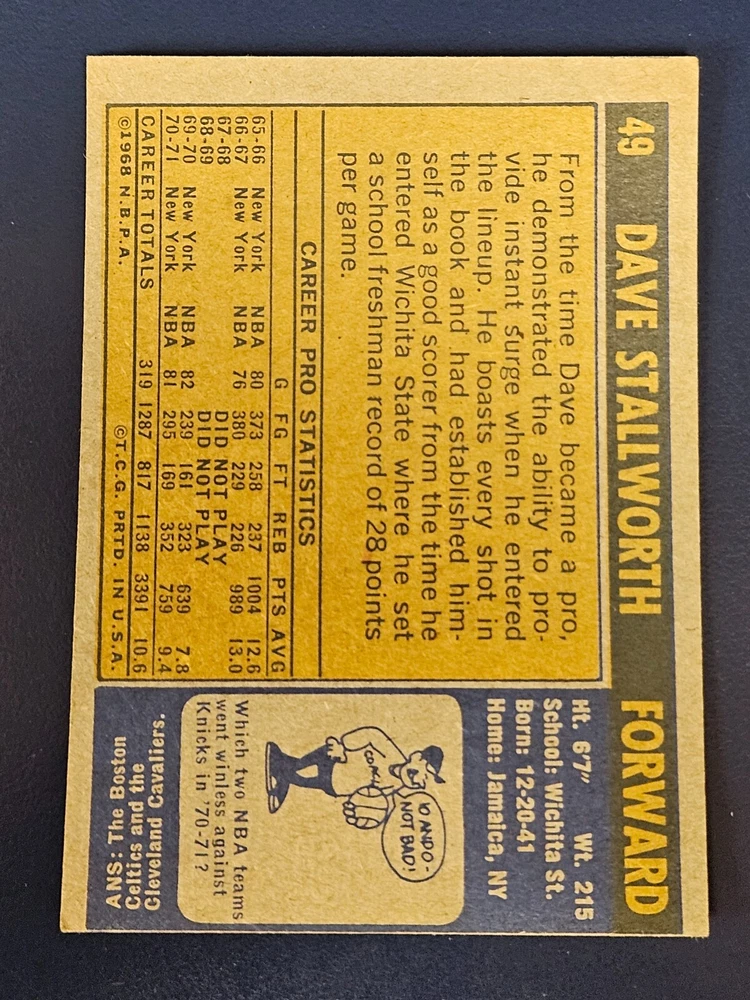 49 DAVE STALLWORTH FORWARD
From the time Dave became a pro,
he demonstrated the ability to pro-
vide instant surge when he entered
the lineup. He boasts every shot in
the book and had established him-
self as a good scorer from the time he
entered Wichita State where he set
a school freshman record of 28 points
per game.
CAREER PRO STATISTICS
G FG FT REB PTS AVG
65-66 New York NBA 80 373 258 237 1004 12.6
66-67 New York NBA 76 380 229 226 989 13.0
67-68 DID NOT PLAY
68-69 DID NOT PLAY
69-70 New York NBA 82 239 161 323 639 7.8
70-71 New York NBA 81 295 169 352 759 9.4
CAREER TOTALS 319 1287 817 1138 3391 10.6
©1968 N.B.P.A. ©T.C.G. PRTD. IN U.S.A.
Ht. 6'7" Wt. 215
School: Wichita St.
Born: 12-20-41
Home: Jamaica, NY
10 AND 0-
NOT BAD!
Which two NBA teams
went winless against
Knicks in '70-71?
ANS: The Boston
Celtics and the
Cleveland Cavaliers.